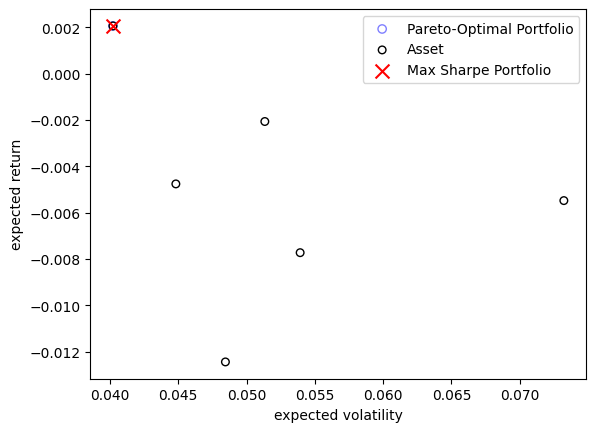 0.002
0.000
−0.002
−0.004
−0.006
−0.008
−0.010
−0.012
expected return
Pareto-Optimal Portfolio
Asset
Max Sharpe Portfolio
0.040 0.045 0.050 0.055 0.060 0.065 0.070
expected volatility